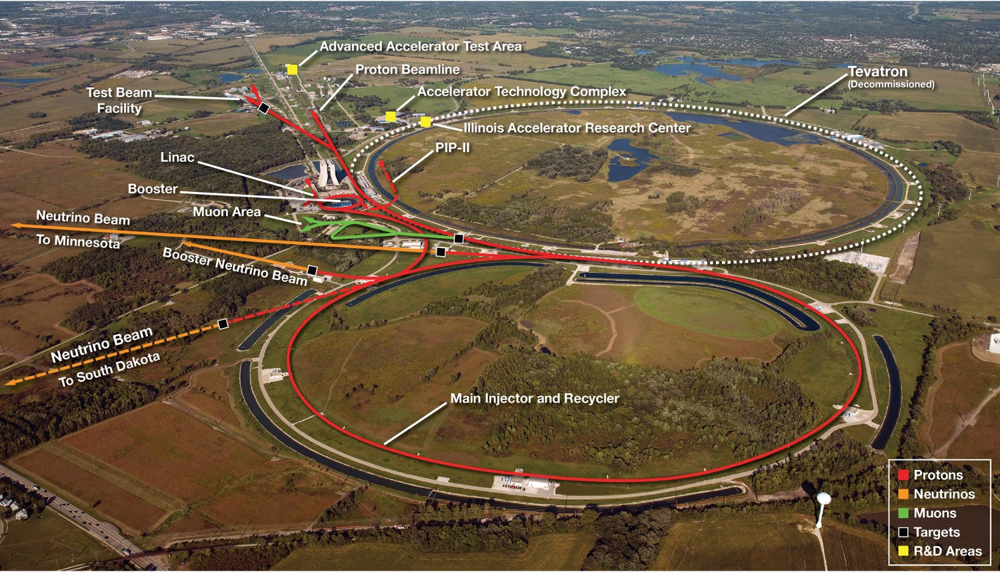 Advanced Accelerator Test Area
Proton Beamline
Tevatron
(Decommissioned)
Test Beam
Facility
Accelerator Technology Complex
Illinois Accelerator Research Center
PIP-II
Linac
Booster
Muon Area
Neutrino Beam
To Minnesota
Booster Neutrino Beam
Neutrino Beam
To South Dakota
Main Injector and Recycler
Protons
Neutrinos
Muons
Targets
R&D Areas